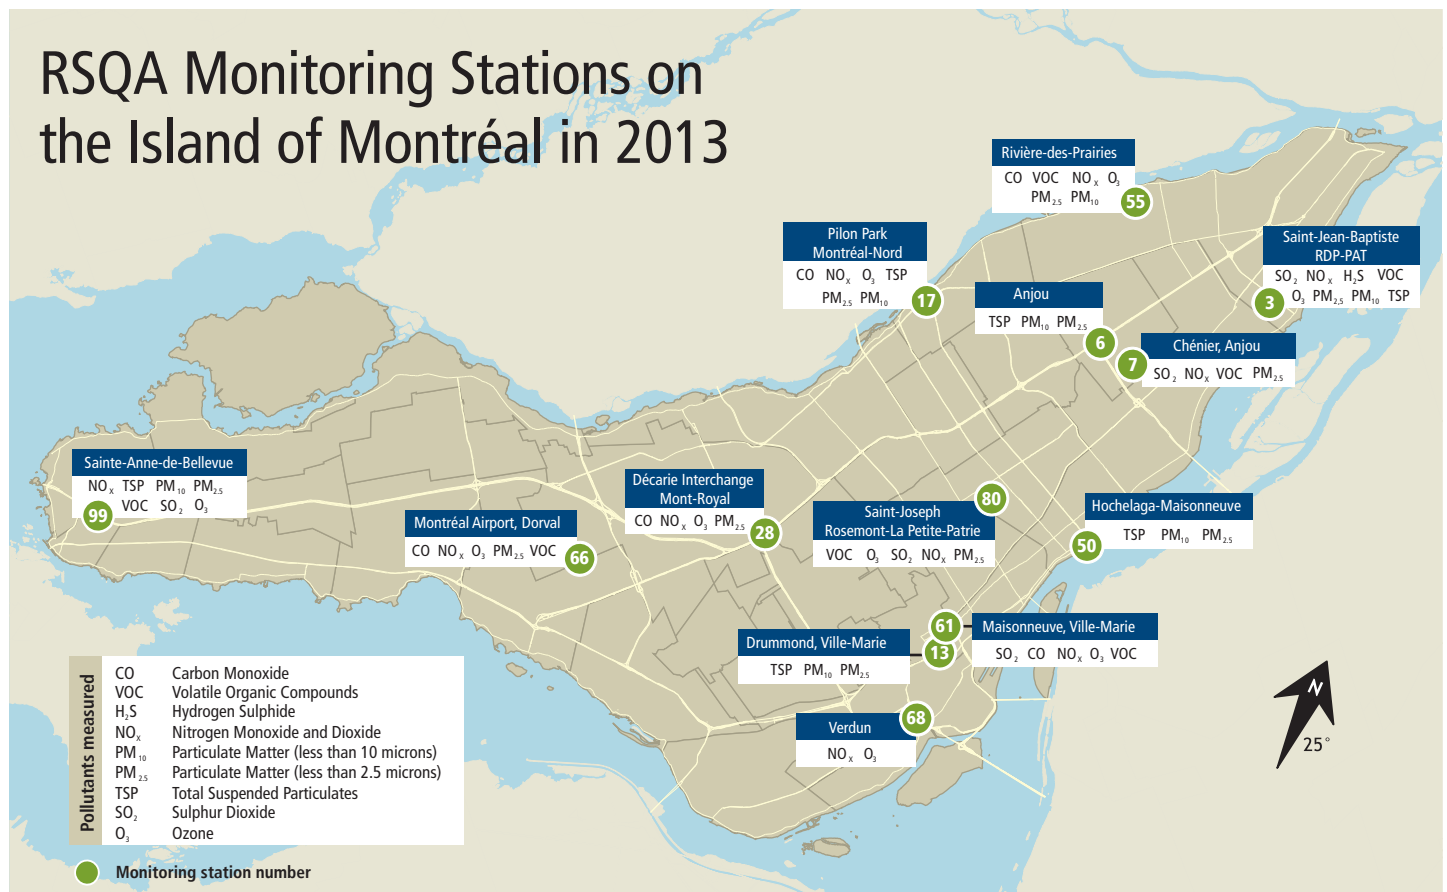 RSQA Monitoring Stations on
the Island of Montréal in 2013
Rivière-des-Prairies
CO VOC NOX O3
PM2.5 PM10
55
Pilon Park
Montréal-Nord
CO NOX O3 TSP
PM2.5 PM10
17
Saint-Jean-Baptiste
RDP-PAT
SO2 NOX H2S VOC
O3 PM2,5 PM10 TSP
3
Anjou
TSP PM10 PM2.5
6
Chénier, Anjou
SO2 NOX VOC PM2.5
7
Sainte-Anne-de-Bellevue
NOX TSP PM10 PM2.5
VOC SO2 O3
99
Montréal Airport, Dorval
CO NOX O3 PM2.5 VOC
66
Décarie Interchange
Mont-Royal
CO NOX O3 PM2.5
28
Saint-Joseph
Rosemont-La Petite-Patrie
VOC O3 SO2 NOX PM2.5
80
Hochelaga-Maisonneuve
TSP PM10 PM2.5
50
Maisonneuve, Ville-Marie
SO2 CO NOX O3 VOC
61
Drummond, Ville-Marie
TSP PM10 PM2.5
13
Verdun
NOX O3
68
Pollutants measured
CO Carbon Monoxide
VOC Volatile Organic Compounds
H2S Hydrogen Sulphide
NOX Nitrogen Monoxide and Dioxide
PM10 Particulate Matter (less than 10 microns)
PM2.5 Particulate Matter (less than 2.5 microns)
TSP Total Suspended Particulates
SO2 Sulphur Dioxide
O3 Ozone
Monitoring station number
N
25°